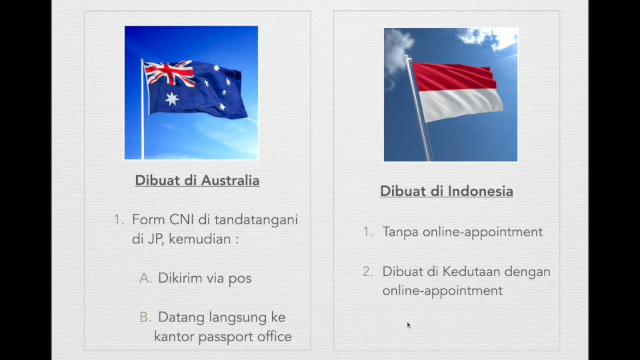 Dibuat di Australia
1. Form CNI di tandatangani
di JP, kemudian :
A. Dikirim via pos
B. Datang langsung ke
kantor passport office
Dibuat di Indonesia
1. Tanpa online-appointment
2. Dibuat di Kedutaan dengan
online-appointment